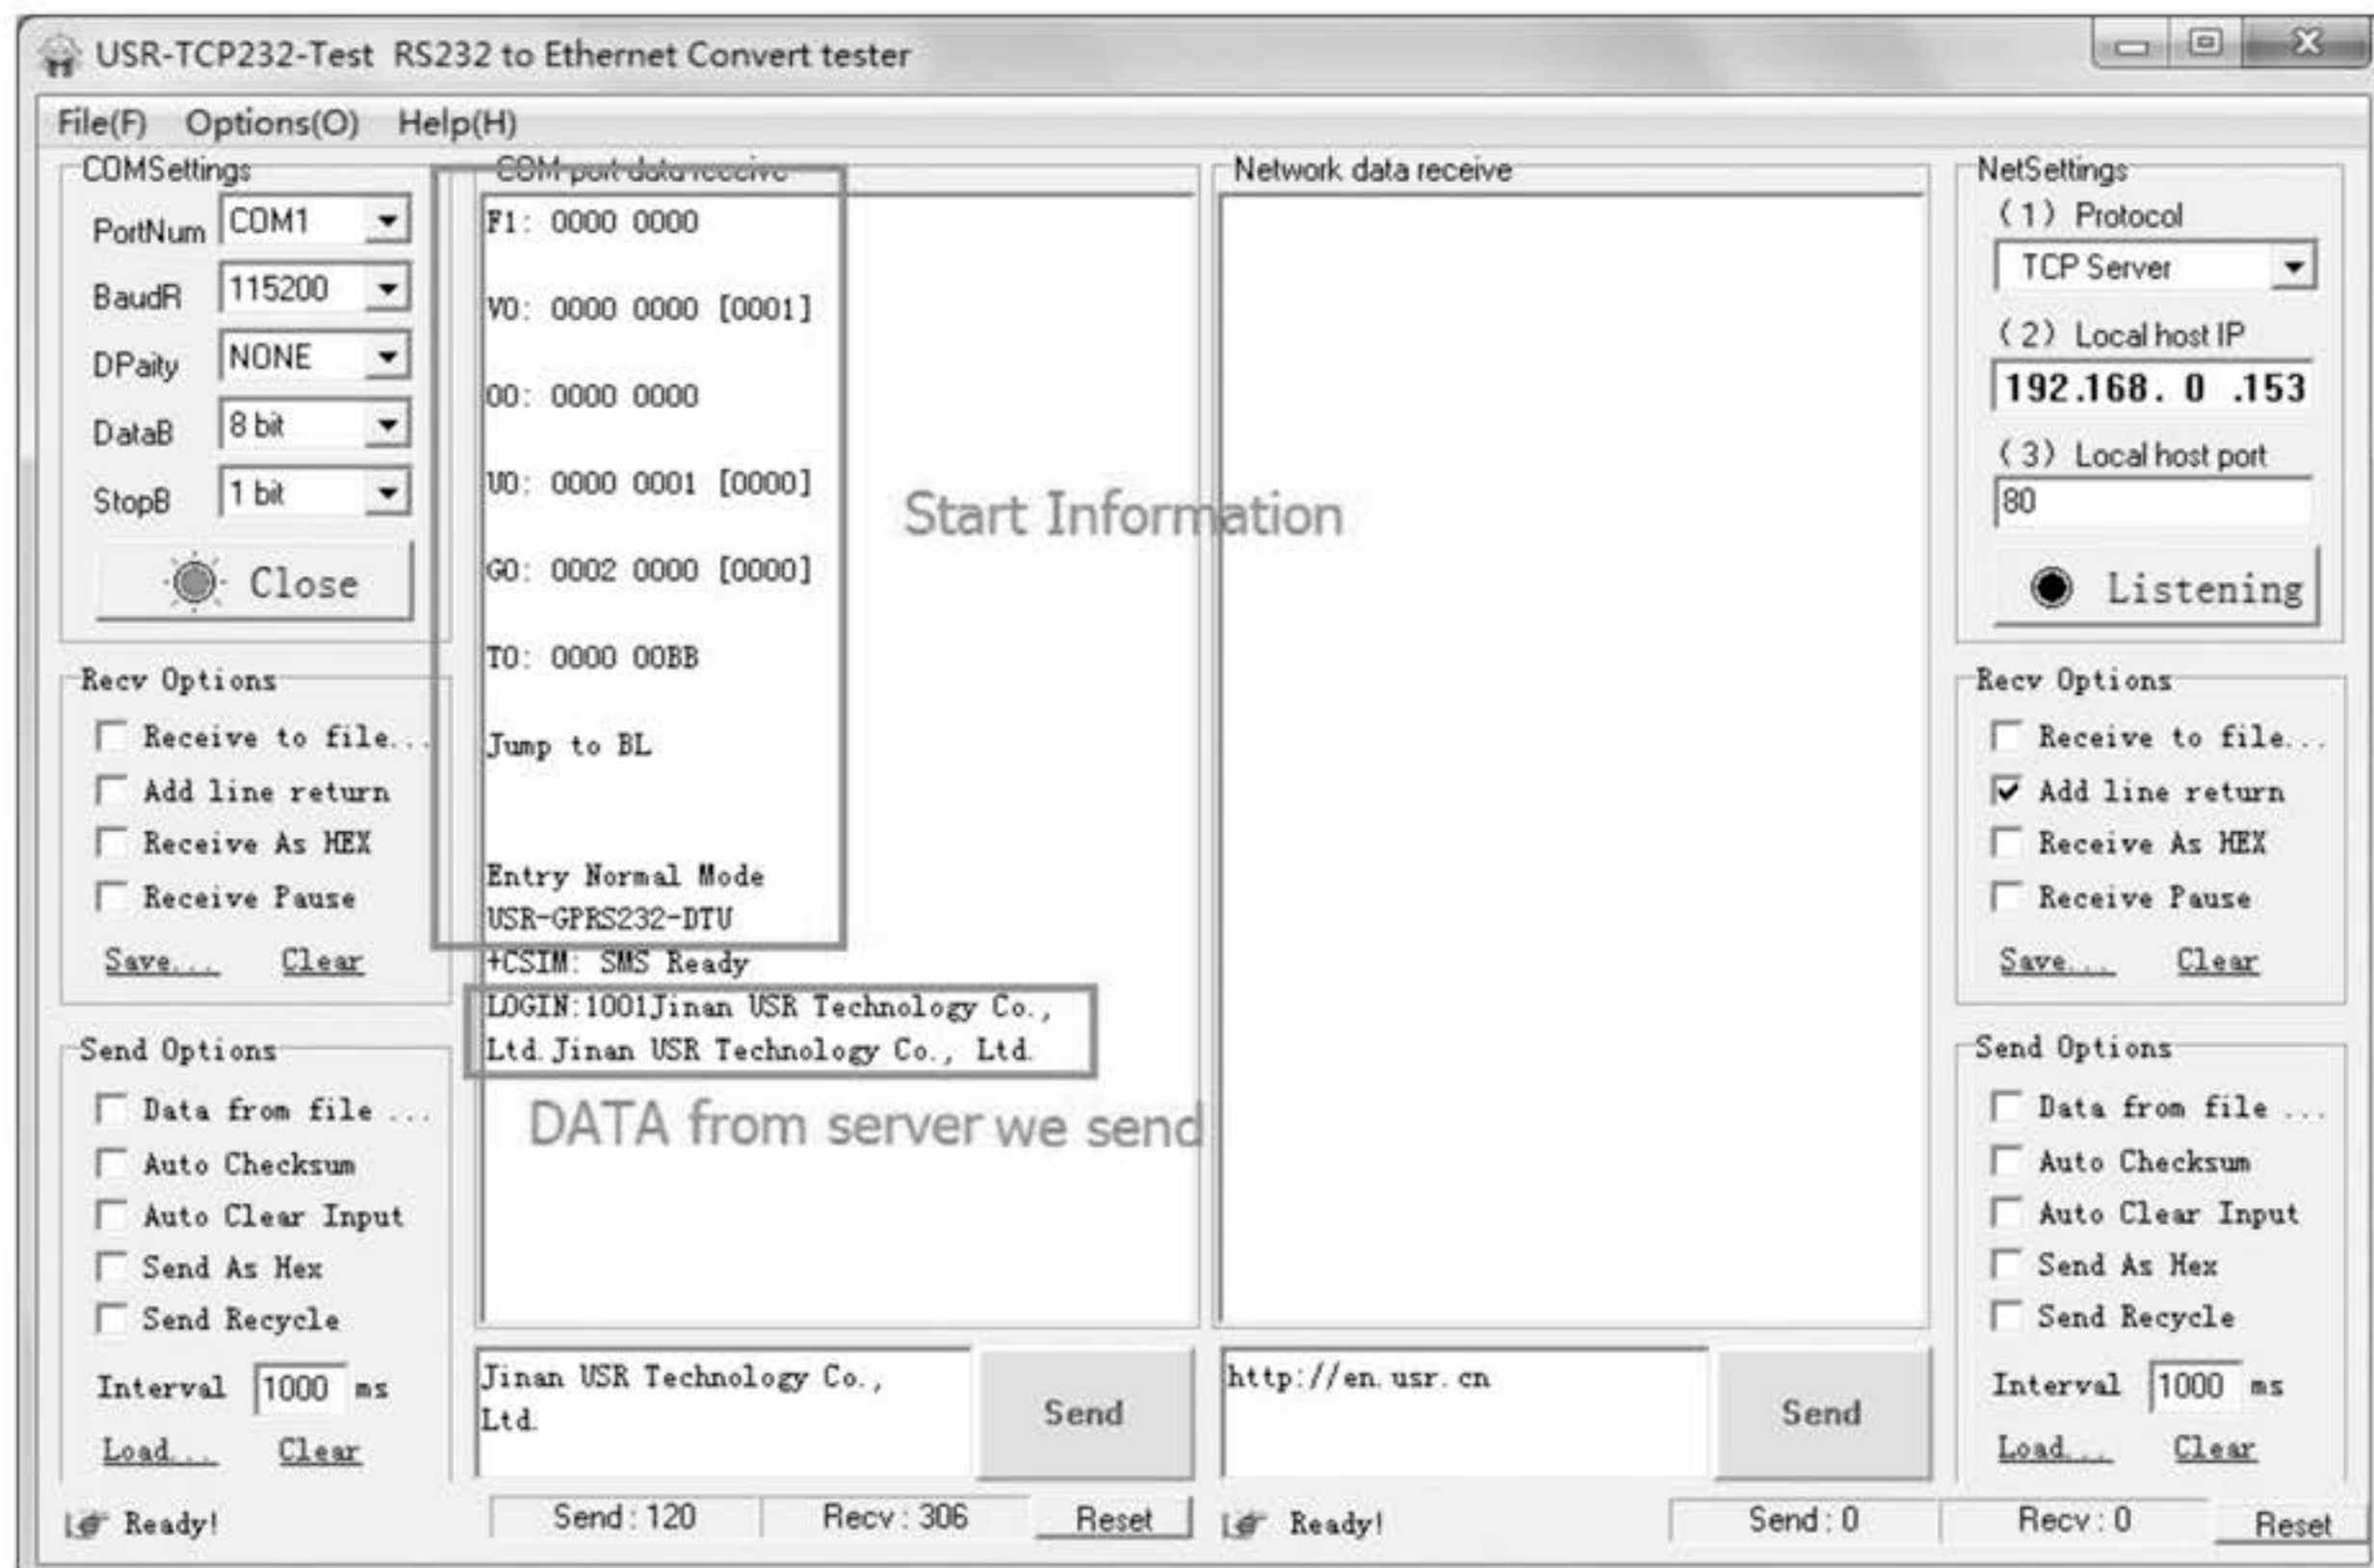 USR-TCP232-Test RS232 to Ethernet Convert tester
File(F) Options(O) Help(H)
COMSettings
PortNum COM1
BaudR 115200
DPaity NONE
DataB 8 bit
StopB 1 bit
Close
Recv Options
Receive to file...
Add line return
Receive As HEX
Receive Pause
Save... Clear
Send Options
Data from file ...
Auto Checksum
Auto Clear Input
Send As Hex
Send Recycle
Interval 1000 ms
Load... Clear
Ready!
COM port data receive
F1: 0000 0000
V0: 0000 0000 [0001]
00: 0000 0000
U0: 0000 0001 [0000]
G0: 0002 0000 [0000]
T0: 0000 00BB
Jump to BL
Entry Normal Mode
USR-GPRS232-DTU
+CSIM: SMS Ready
LOGIN:1001Jinan USR Technology Co.,
Ltd.Jinan USR Technology Co., Ltd.
Start Information
DATA from server we send
Jinan USR Technology Co.,
Ltd.
Send
Send : 120 Recv : 306 Reset
Network data receive
http://en.usr.cn
Send
Ready! Send : 0 Recv : 0 Reset
NetSettings
(1) Protocol
TCP Server
(2) Local host IP
192.168. 0 .153
(3) Local host port
80
Listening
Recv Options
Receive to file...
Add line return
Receive As HEX
Receive Pause
Save... Clear
Send Options
Data from file ...
Auto Checksum
Auto Clear Input
Send As Hex
Send Recycle
Interval 1000 ms
Load... Clear